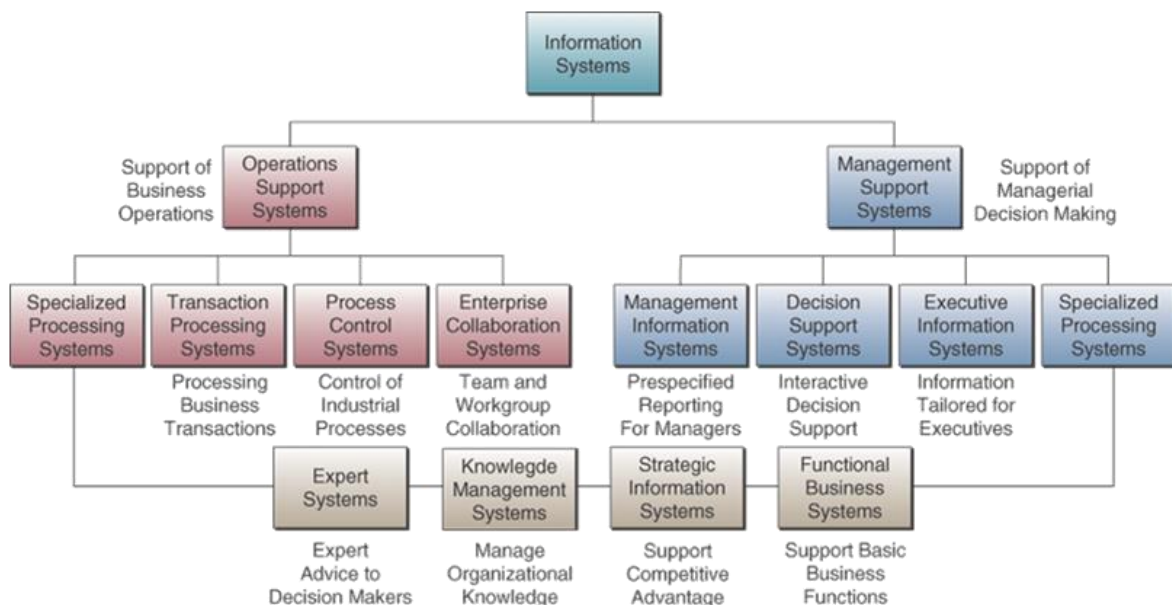 Information
Systems
Support of
Business
Operations
Operations
Support
Systems
Management
Support
Systems
Support of
Managerial
Decision Making
Specialized
Processing
Systems
Transaction
Processing
Systems
Process
Control
Systems
Enterprise
Collaboration
Systems
Management
Information
Systems
Decision
Support
Systems
Executive
Information
Systems
Specialized
Processing
Systems
Processing
Business
Transactions
Control of
Industrial
Processes
Team and
Workgroup
Collaboration
Prespecified
Reporting
For Managers
Interactive
Decision
Support
Information
Tailored for
Executives
Expert
Systems
Knowlegde
Management
Systems
Strategic
Information
Systems
Functional
Business
Systems
Expert
Advice to
Decision Makers
Manage
Organizational
Knowledge
Support
Competitive
Advantage
Support Basic
Business
Functions